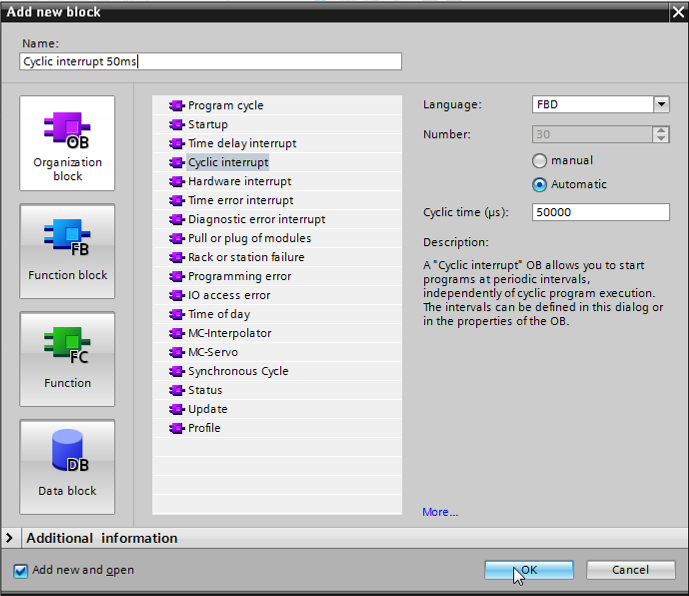 Add new block
Name:
Cyclic interrupt 50ms
OB
Organization
block
FB
Function block
FC
Function
DB
Data block
Program cycle
Startup
Time delay interrupt
Cyclic interrupt
Hardware interrupt
Time error interrupt
Diagnostic error interrupt
Pull or plug of modules
Rack or station failure
Programming error
IO access error
Time of day
MC-Interpolator
MC-Servo
Synchronous Cycle
Status
Update
Profile
Language: FBD
Number: 30
manual
Automatic
Cyclic time (µs): 50000
Description:
A "Cyclic interrupt" OB allows you to start
programs at periodic intervals,
independently of cyclic program execution.
The intervals can be defined in this dialog or
in the properties of the OB.
More...
Additional information
Add new and open
OK Cancel